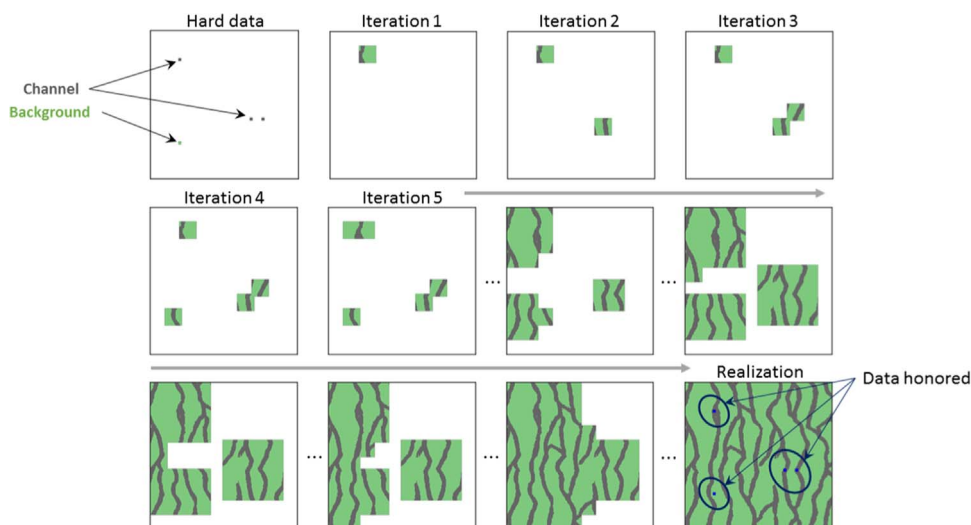 Hard data
Iteration 1
Iteration 2
Iteration 3
Channel
Background
Iteration 4
Iteration 5
...
...
Realization
Data honored
...
...
...